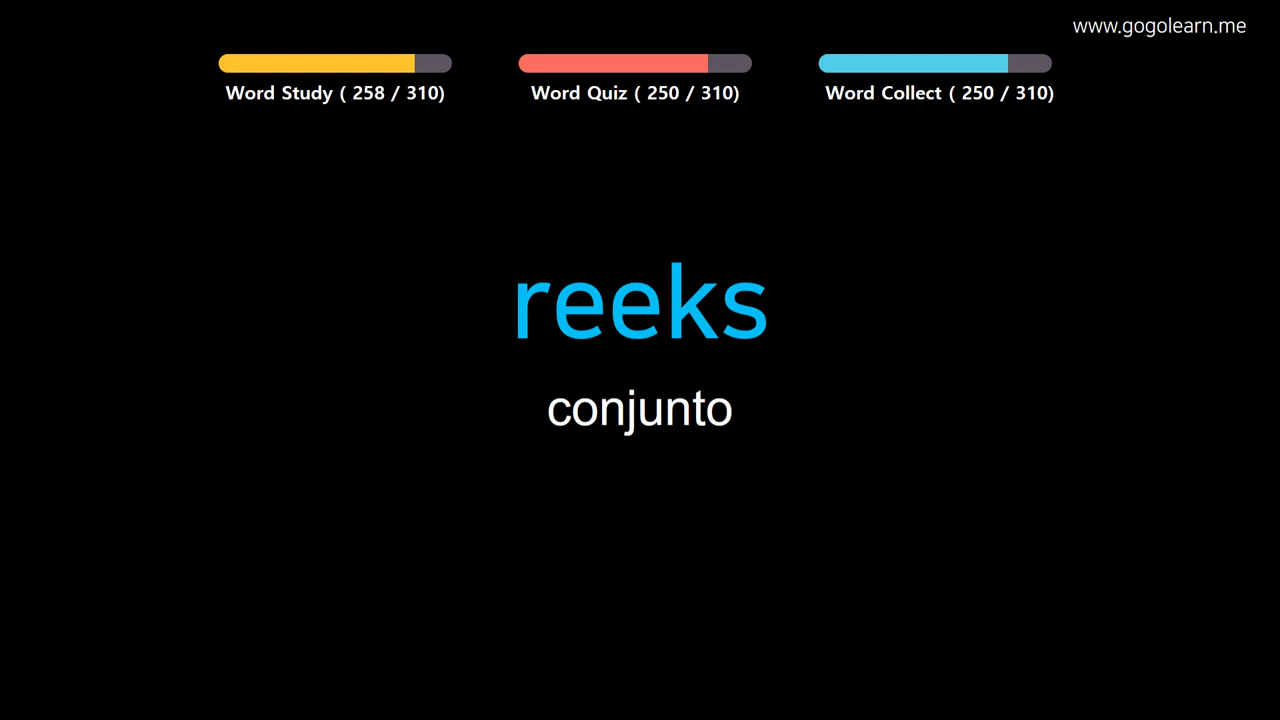 www.gogolearn.me
Word Study ( 258 / 310)
Word Quiz ( 250 / 310)
Word Collect ( 250 / 310)
reeks
conjunto